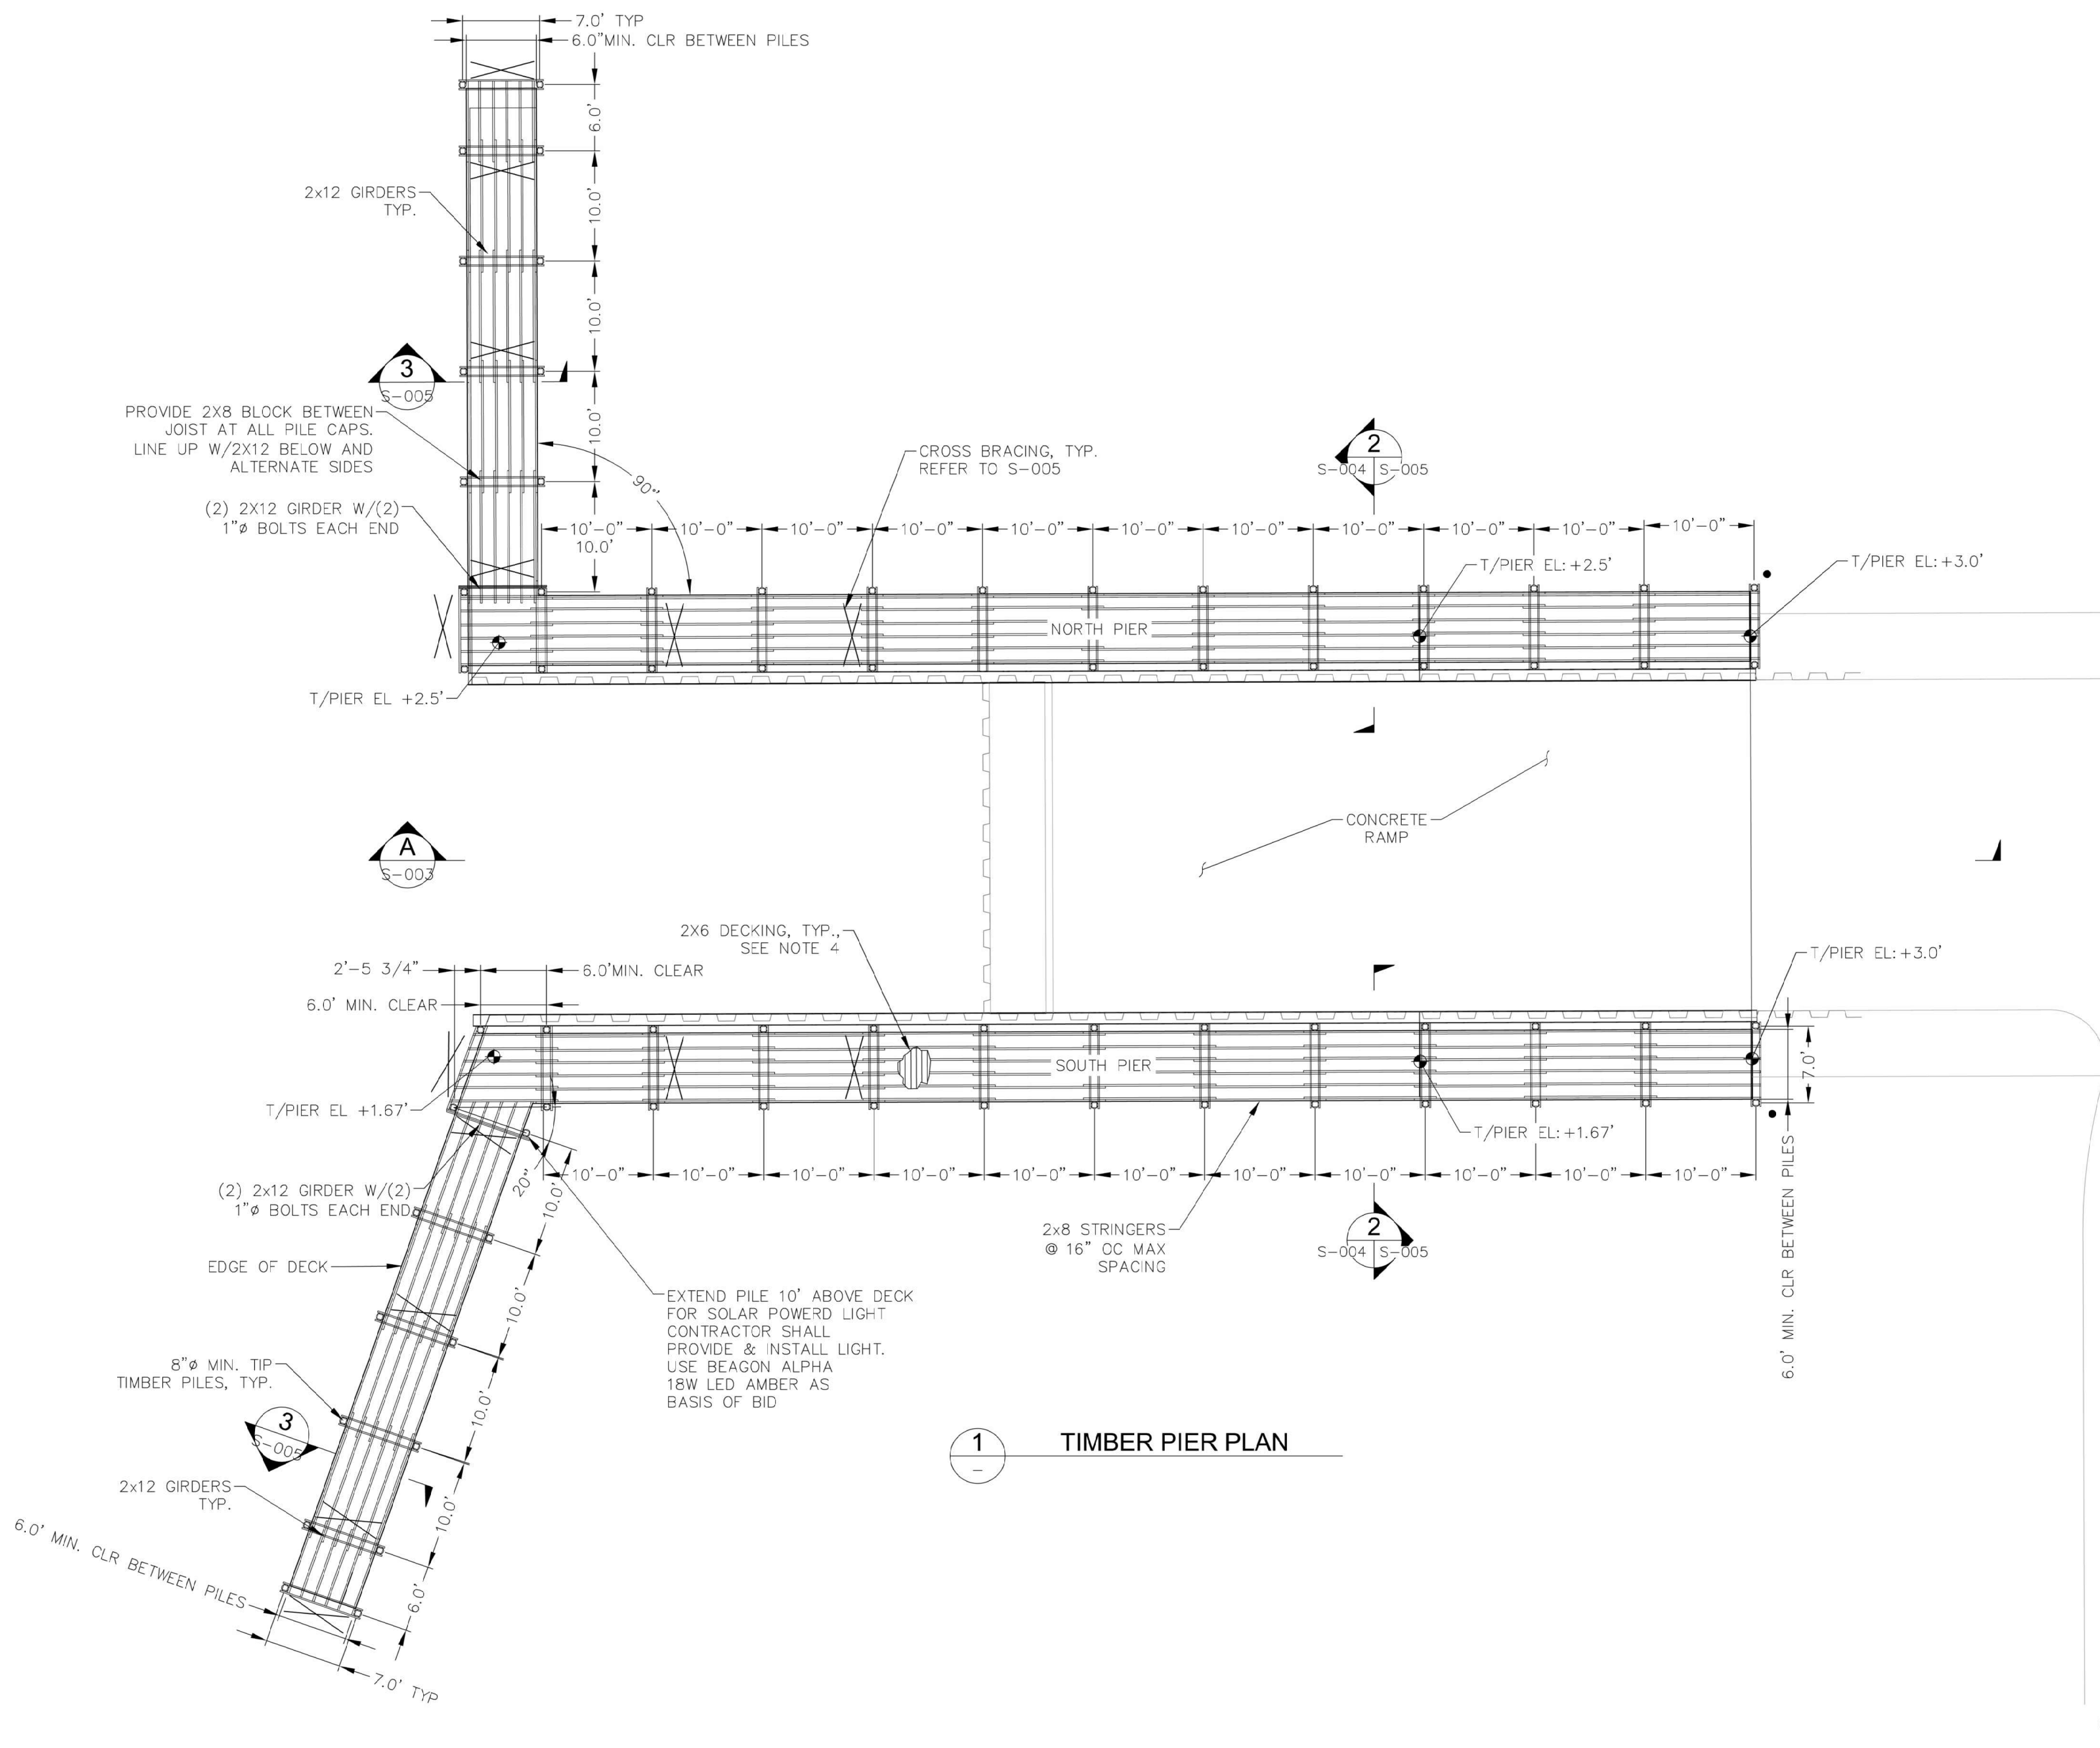 7.0' TYP
6.0"MIN. CLR BETWEEN PILES
6.0'
10.0'
10.0'
10.0'
10.0'
2x12 GIRDERS
TYP.
3
S-005
PROVIDE 2X8 BLOCK BETWEEN
JOIST AT ALL PILE CAPS.
LINE UP W/2X12 BELOW AND
ALTERNATE SIDES
(2) 2X12 GIRDER W/(2)
1"ø BOLTS EACH END
90°
CROSS BRACING, TYP.
REFER TO S-005
2
S-004 S-005
10'-0" 10'-0" 10'-0" 10'-0" 10'-0" 10'-0" 10'-0" 10'-0" 10'-0" 10'-0" 10'-0"
T/PIER EL:+2.5'
T/PIER EL:+3.0'
NORTH PIER
T/PIER EL +2.5'
CONCRETE
RAMP
A
S-003
2X6 DECKING, TYP.,
SEE NOTE 4
2'-5 3/4"
6.0'MIN. CLEAR
6.0' MIN. CLEAR
T/PIER EL:+3.0'
SOUTH PIER
7.0'
T/PIER EL +1.67'
T/PIER EL:+1.67'
6.0' MIN. CLR BETWEEN PILES
20°
10'-0" 10'-0" 10'-0" 10'-0" 10'-0" 10'-0" 10'-0" 10'-0" 10'-0" 10'-0" 10'-0"
(2) 2x12 GIRDER W/(2)
1"ø BOLTS EACH END
10.0'
10.0'
10.0'
10.0'
6.0'
EDGE OF DECK
2x8 STRINGERS
@ 16" OC MAX
SPACING
2
S-004 S-005
EXTEND PILE 10' ABOVE DECK
FOR SOLAR POWERD LIGHT
CONTRACTOR SHALL
PROVIDE & INSTALL LIGHT.
USE BEAGON ALPHA
18W LED AMBER AS
BASIS OF BID
8"ø MIN. TIP
TIMBER PILES, TYP.
3
S-005
2x12 GIRDERS
TYP.
6.0' MIN. CLR BETWEEN PILES
7.0' TYP
1
-
TIMBER PIER PLAN